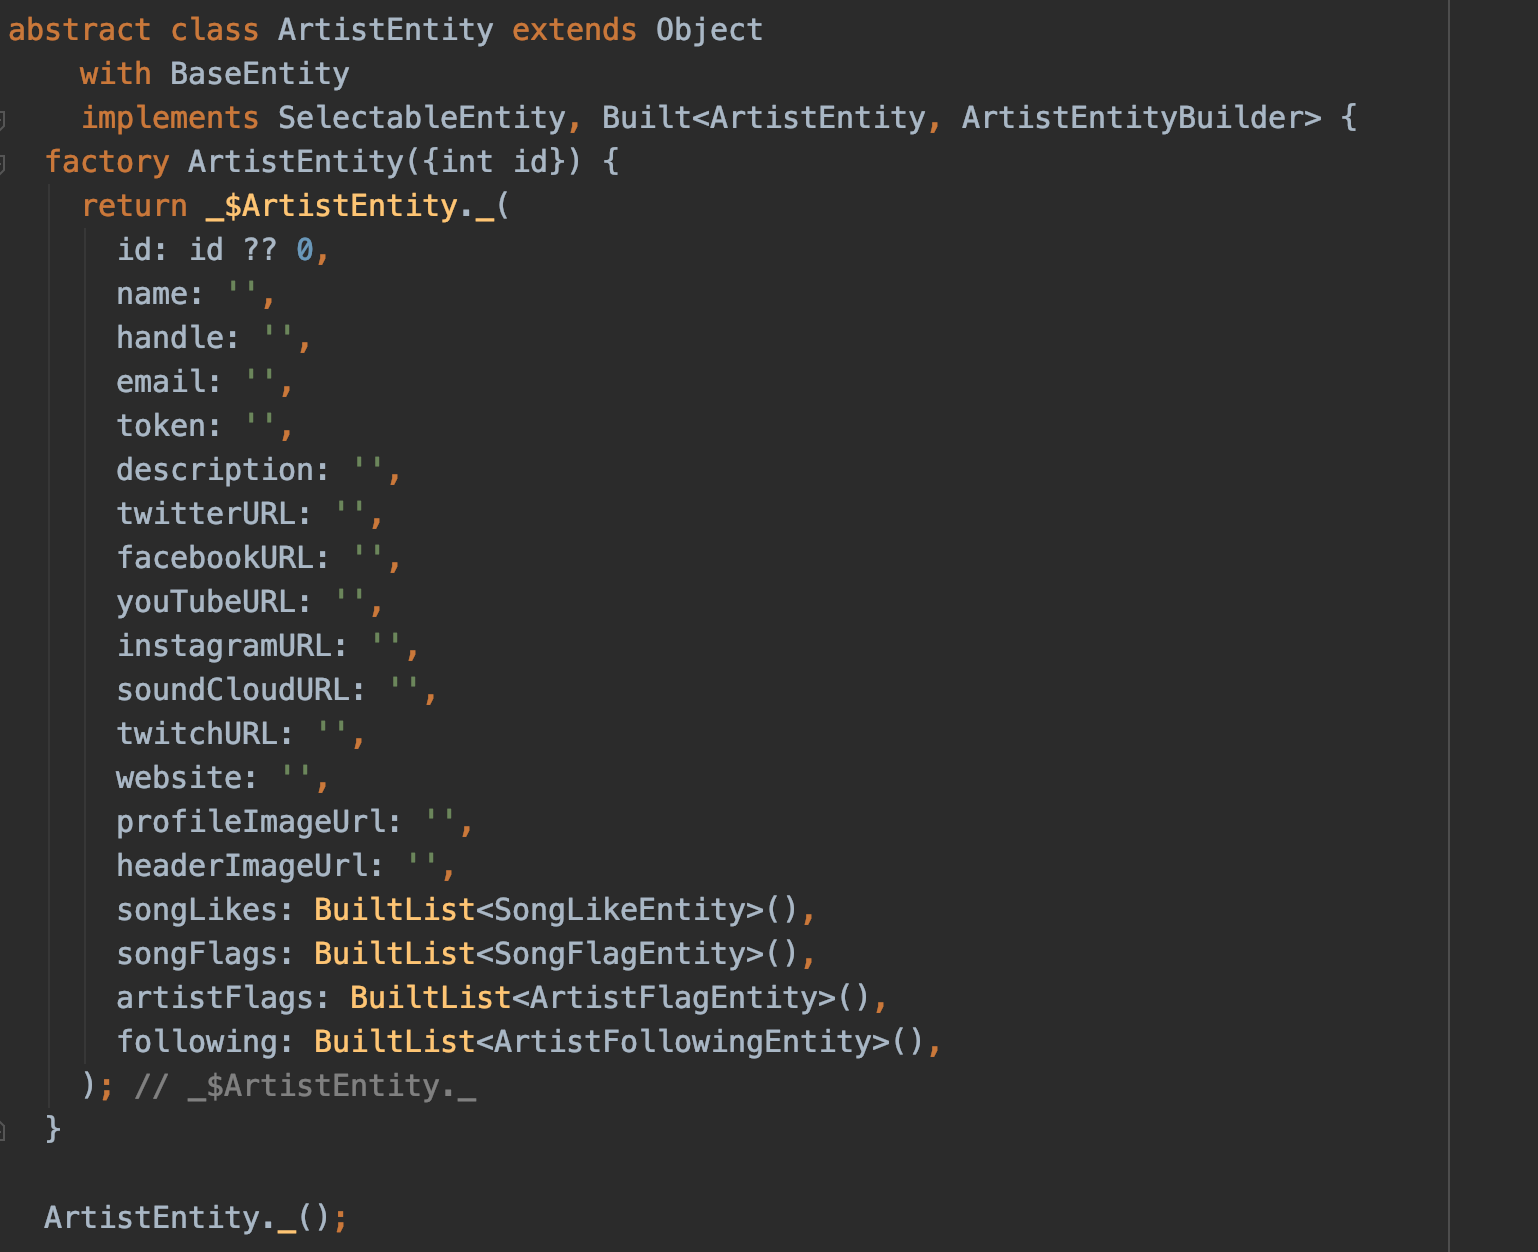 abstract class ArtistEntity extends Object
    with BaseEntity
    implements SelectableEntity, Built<ArtistEntity, ArtistEntityBuilder> {
  factory ArtistEntity({int id}) {
    return _$ArtistEntity._(
      id: id ?? 0,
      name: '',
      handle: '',
      email: '',
      token: '',
      description: '',
      twitterURL: '',
      facebookURL: '',
      youTubeURL: '',
      instagramURL: '',
      soundCloudURL: '',
      twitchURL: '',
      website: '',
      profileImageUrl: '',
      headerImageUrl: '',
      songLikes: BuiltList<SongLikeEntity>(),
      songFlags: BuiltList<SongFlagEntity>(),
      artistFlags: BuiltList<ArtistFlagEntity>(),
      following: BuiltList<ArtistFollowingEntity>(),
    ); // _$ArtistEntity._
  }

  ArtistEntity._();